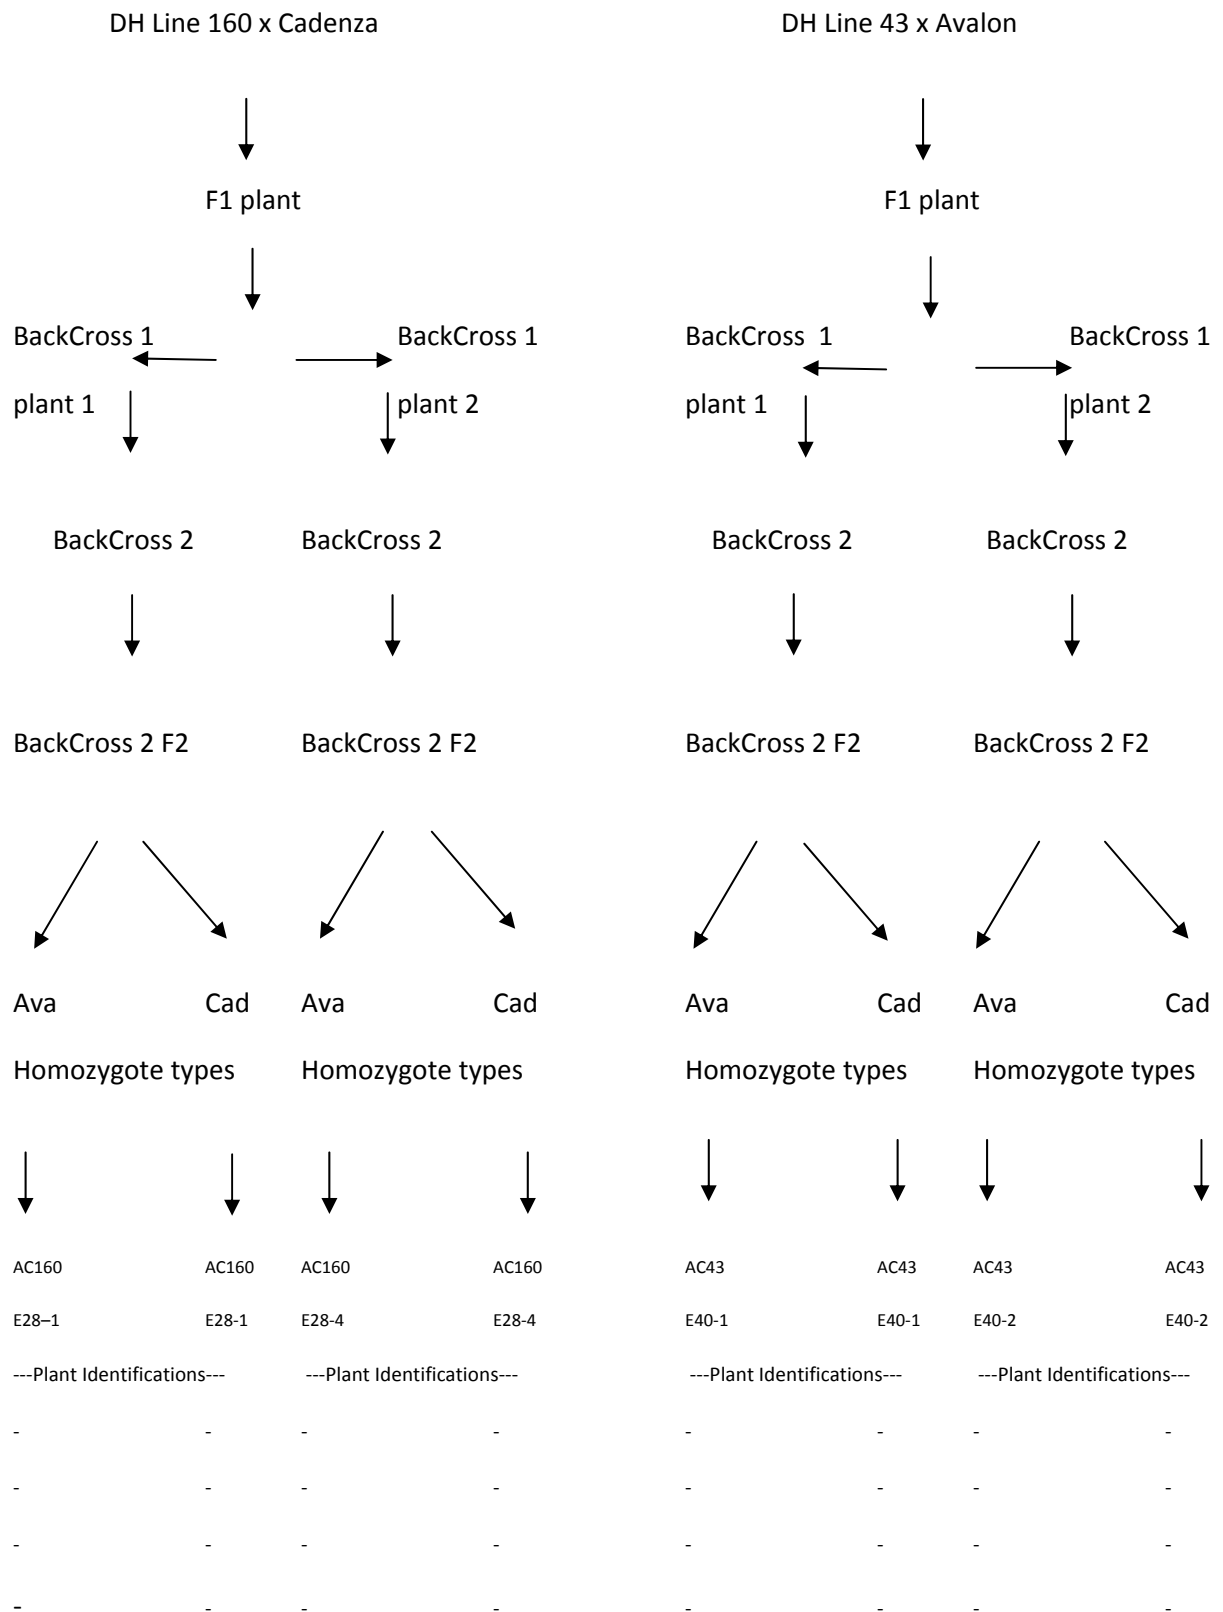 DH Line 160 x Cadenza DH Line 43 x Avalon
F1 plant F1 plant
BackCross 1 BackCross 1 BackCross 1 BackCross 1
plant 1 plant 2 plant 1 plant 2
BackCross 2 BackCross 2 BackCross 2 BackCross 2
BackCross 2 F2 BackCross 2 F2 BackCross 2 F2 BackCross 2 F2
Ava Cad Ava Cad Ava Cad Ava Cad
Homozygote types Homozygote types Homozygote types Homozygote types
AC160 AC160 AC160 AC160 AC43 AC43 AC43 AC43
E28–1 E28-1 E28-4 E28-4 E40-1 E40-1 E40-2 E40-2
---Plant Identifications--- ---Plant Identifications--- ---Plant Identifications--- ---Plant Identifications---
- - - - - - - -
- - - - - - - -
- - - - - - - -
- - - - - - - -